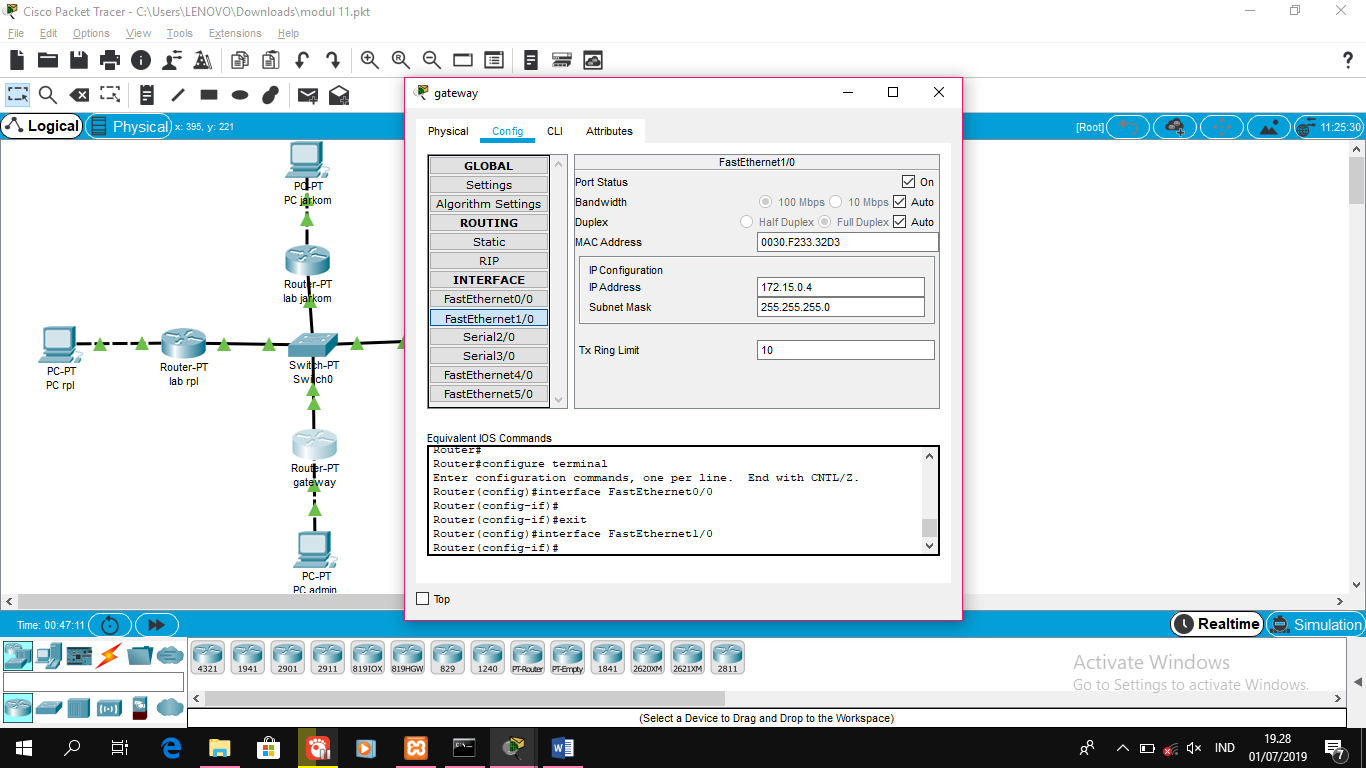 Cisco Packet Tracer - C:\Users\LENOVO\Downloads\modul 11.pkt
File Edit Options View Tools Extensions Help
?
Logical Physical x: 395, y: 221
[Root] 11:25:30
PC-PT
PC jarkom
Router-PT
lab jarkom
PC-PT
PC rpl
Router-PT
lab rpl
Switch-PT
Switch0
Router-PT
gateway
PC-PT
PC admin
gateway
Physical Config CLI Attributes
GLOBAL
Settings
Algorithm Settings
ROUTING
Static
RIP
INTERFACE
FastEthernet0/0
FastEthernet1/0
Serial2/0
Serial3/0
FastEthernet4/0
FastEthernet5/0
FastEthernet1/0
Port Status On
Bandwidth 100 Mbps 10 Mbps Auto
Duplex Half Duplex Full Duplex Auto
MAC Address 0030.F233.32D3
IP Configuration
IP Address 172.15.0.4
Subnet Mask 255.255.255.0
Tx Ring Limit 10
Equivalent IOS Commands
Router#
Router#configure terminal
Enter configuration commands, one per line. End with CNTL/Z.
Router(config)#interface FastEthernet0/0
Router(config-if)#
Router(config-if)#exit
Router(config)#interface FastEthernet1/0
Router(config-if)#
Top
Time: 00:47:11
Realtime Simulation
4321 1941 2901 2911 819IOX 819HGW 829 1240 PT-Router PT-Empty 1841 2620XM 2621XM 2811
Activate Windows
Go to Settings to activate Windows.
(Select a Device to Drag and Drop to the Workspace)
IND
19.28
01/07/2019
7